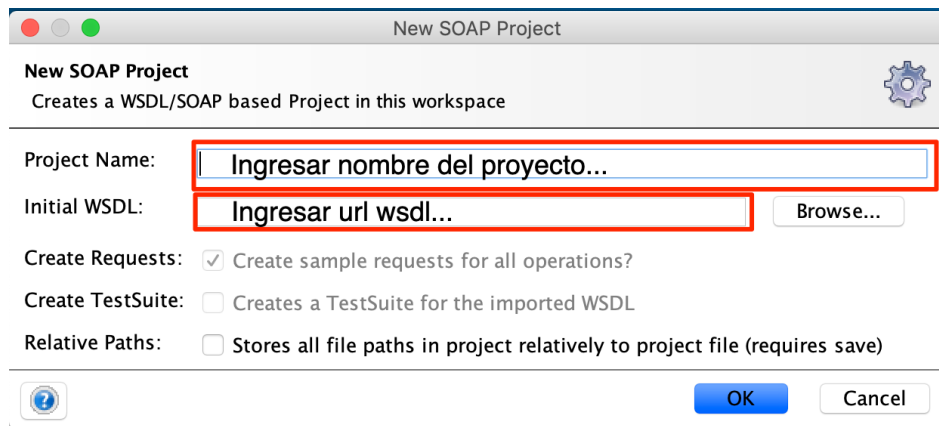 New SOAP Project
New SOAP Project
Creates a WSDL/SOAP based Project in this workspace
Project Name: Ingresar nombre del proyecto...
Initial WSDL: Ingresar url wsdl... Browse...
Create Requests: Create sample requests for all operations?
Create TestSuite: Creates a TestSuite for the imported WSDL
Relative Paths: Stores all file paths in project relatively to project file (requires save)
? OK Cancel